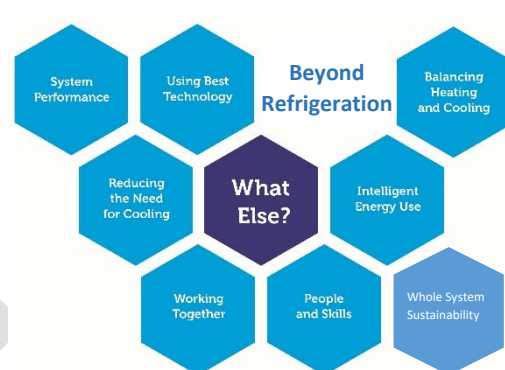 System
Performance
Using Best
Technology
Beyond
Refrigeration
Balancing
Heating
and Cooling
Reducing
the Need
for Cooling
What
Else?
Intelligent
Energy Use
Working
Together
People
and Skills
Whole System
Sustainability